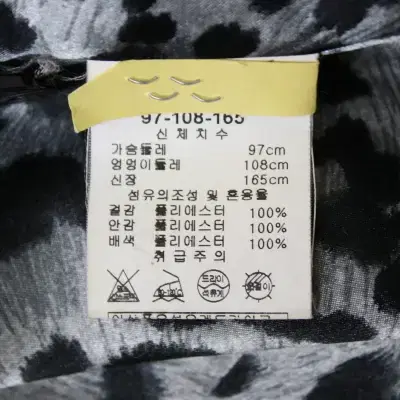 97-108-165
신체치수
가슴둘레 97cm
엉덩이둘레 108cm
신장 165cm
섬유의조성 및 혼용율
겉감 폴리에스터 100%
안감 폴리에스터 100%
배색 폴리에스터 100%
취급주의
드라이
석유계